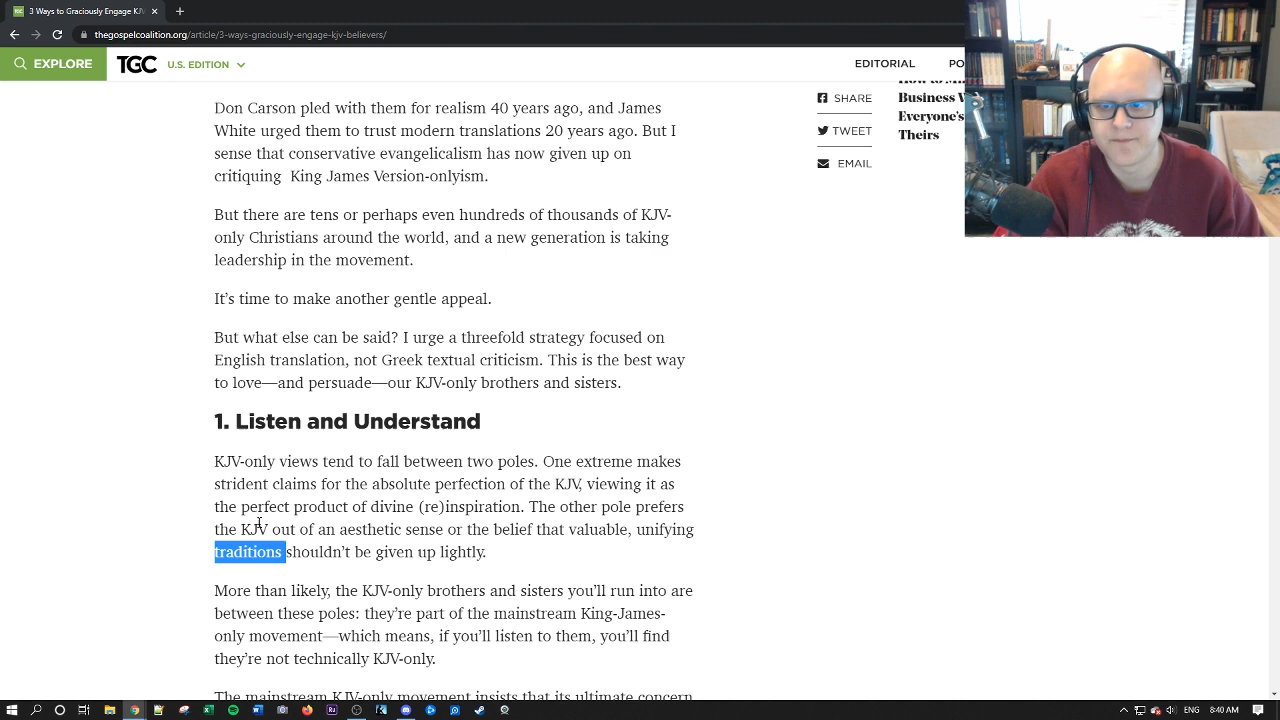 3 Ways Graciously Engage KJV
thegospelcoalition.org/article/3-ways-graciously-engage-kjv-only-believers/
EXPLORE
TGC
U.S. EDITION
EDITORIAL
Don Carson pled with them for realism 40 years ago, and James
White urged them to trust modern translations 20 years ago. But I
sense that conservative evangelicalism has now given up on
critiquing King James Version-onlyism.
But there are tens or perhaps even hundreds of thousands of KJV-
only Christians around the world, and a new generation is taking
leadership in the movement.
It's time to make another gentle appeal.
But what else can be said? I urge a threefold strategy focused on
English translation, not Greek textual criticism. This is the best way
to love—and persuade—our KJV-only brothers and sisters.
1. Listen and Understand
KJV-only views tend to fall between two poles. One extreme makes
strident claims for the absolute perfection of the KJV, viewing it as
the perfect product of divine (re)inspiration. The other pole prefers
the KJV out of an aesthetic sense or the belief that valuable, unifying
traditions shouldn't be given up lightly.
More than likely, the KJV-only brothers and sisters you'll run into are
between these poles: they're part of the mainstream King-James-
only movement—which means, if you'll listen to them, you'll find
they're not technically KJV-only.
The mainstream KJV-only movement insists that its ultimate concern
SHARE
TWEET
EMAIL
Business
Everyone's
Theirs
8:40 AM